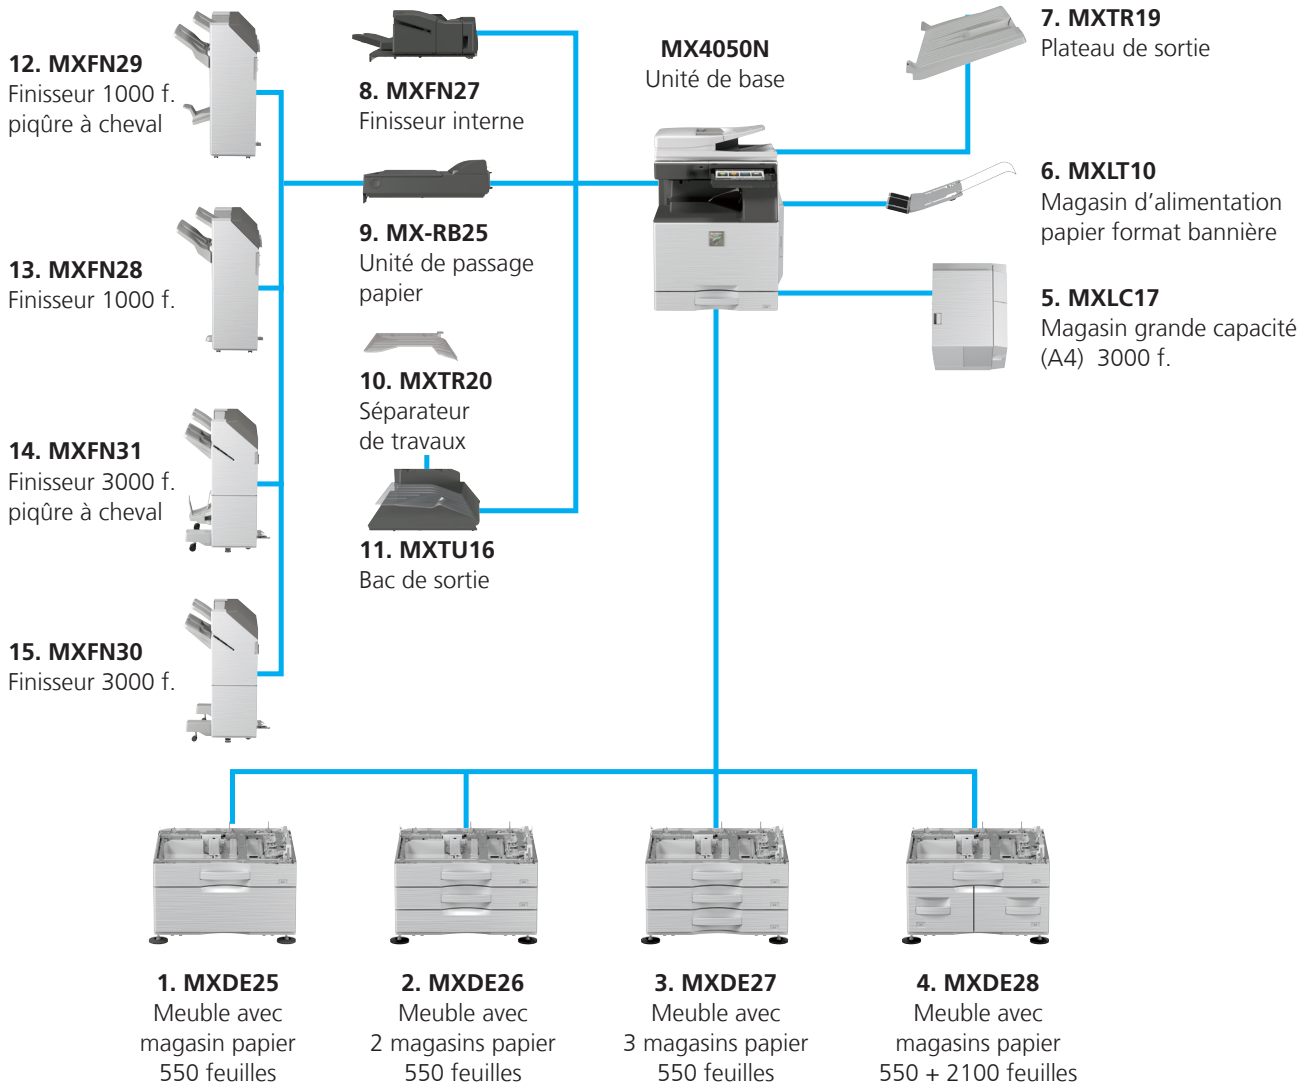 12. MXFN29
Finisseur 1000 f.
piqûre à cheval
13. MXFN28
Finisseur 1000 f.
14. MXFN31
Finisseur 3000 f.
piqûre à cheval
15. MXFN30
Finisseur 3000 f.
8. MXFN27
Finisseur interne
9. MX-RB25
Unité de passage
papier
10. MXTR20
Séparateur
de travaux
11. MXTU16
Bac de sortie
MX4050N
Unité de base
7. MXTR19
Plateau de sortie
6. MXLT10
Magasin d’alimentation
papier format bannière
5. MXLC17
Magasin grande capacité
(A4)  3000 f.
1. MXDE25
Meuble avec
magasin papier
550 feuilles
2. MXDE26
Meuble avec
2 magasins papier
550 feuilles
3. MXDE27
Meuble avec
3 magasins papier
550 feuilles
4. MXDE28
Meuble avec
magasins papier
550 + 2100 feuilles